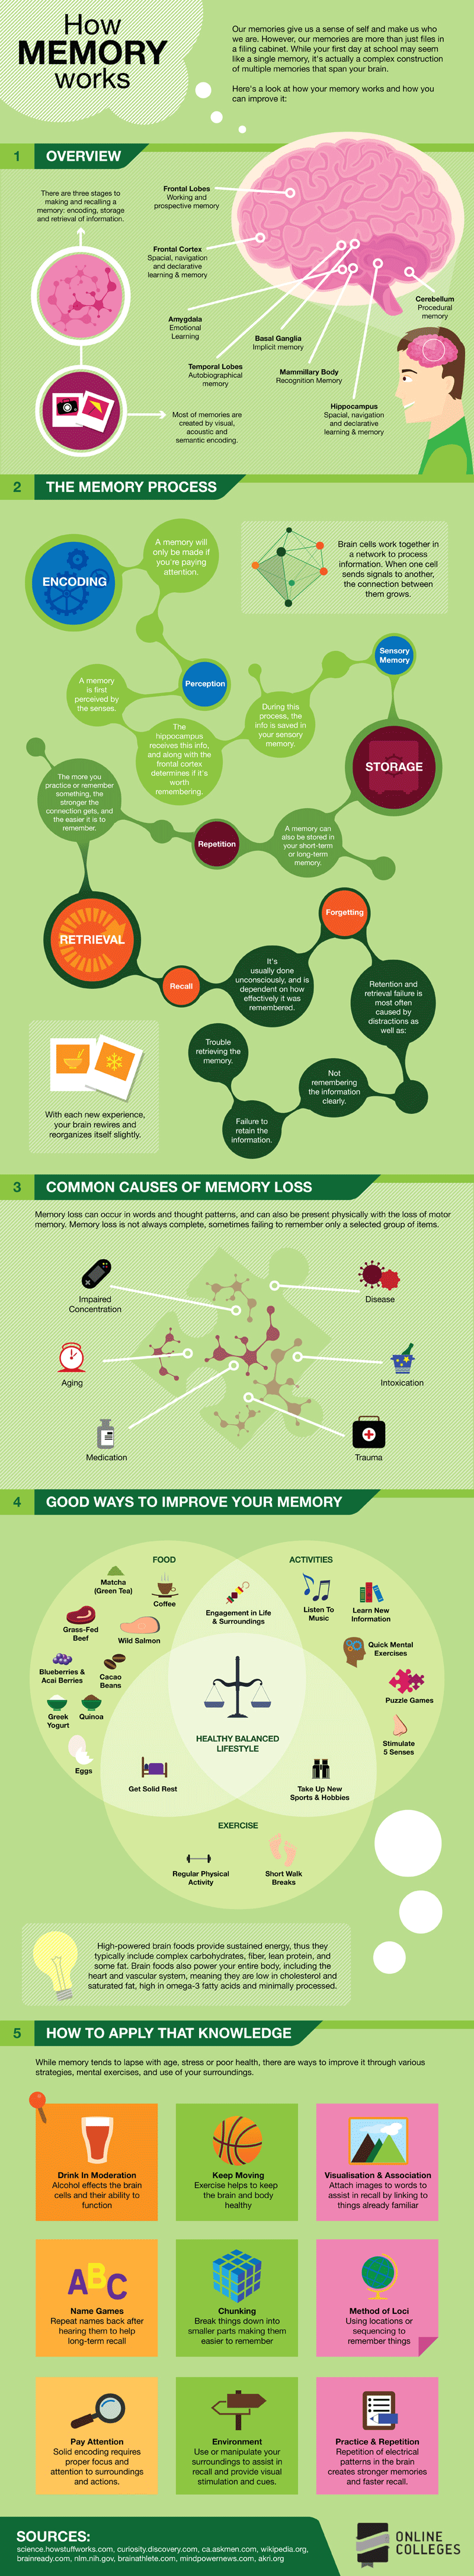 How
MEMORY
works
Our memories give us a sense of self and make us who
we are. However, our memories are more than just files in
a filing cabinet. While your first day at school may seem
like a single memory, it's actually a complex construction
of multiple memories that span your brain.
Here's a look at how your memory works and how you
can improve it:
1 OVERVIEW
There are three stages to
making and recalling a
memory: encoding, storage
and retrieval of information.
Frontal Lobes
Working and
prospective memory
Frontal Cortex
Spacial, navigation
and declarative
learning & memory
Amygdala
Emotional
Learning
Basal Ganglia
Implicit memory
Temporal Lobes
Autobiographical
memory
Mammillary Body
Recognition Memory
Cerebellum
Procedural
memory
Hippocampus
Spacial, navigation
and declarative
learning & memory
Most of memories are
created by visual,
acoustic and
semantic encoding.
2 THE MEMORY PROCESS
ENCODING
A memory will
only be made if
you're paying
attention.
Brain cells work together in
a network to process
information. When one cell
sends signals to another,
the connection between
them grows.
Sensory
Memory
Perception
A memory
is first
perceived by
the senses.
During this
process, the
info is saved in
your sensory
memory.
The
hippocampus
receives this info,
and along with the
frontal cortex
determines if it's
worth
remembering.
STORAGE
The more you
practice or remember
something, the
stronger the
connection gets, and
the easier it is to
remember.
Repetition
A memory can
also be stored in
your short-term
or long-term
memory.
RETRIEVAL
Forgetting
Recall
It's
usually done
unconsciously, and is
dependent on how
effectively it was
remembered.
Retention and
retrieval failure is
most often
caused by
distractions as
well as:
Trouble
retrieving the
memory.
Not
remembering
the information
clearly.
Failure to
retain the
information.
With each new experience,
your brain rewires and
reorganizes itself slightly.
3 COMMON CAUSES OF MEMORY LOSS
Memory loss can occur in words and thought patterns, and can also be present physically with the loss of motor
memory. Memory loss is not always complete, sometimes failing to remember only a selected group of items.
Impaired
Concentration
Disease
Aging
Intoxication
Medication
Trauma
4 GOOD WAYS TO IMPROVE YOUR MEMORY
FOOD
ACTIVITIES
Matcha
(Green Tea)
Coffee
Engagement in Life
& Surroundings
Listen To
Music
Learn New
Information
Grass-Fed
Beef
Wild Salmon
Quick Mental
Exercises
Blueberries &
Acai Berries
Cacao
Beans
Puzzle Games
Greek
Yogurt
Quinoa
Stimulate
5 Senses
HEALTHY BALANCED
LIFESTYLE
Eggs
Get Solid Rest
Take Up New
Sports & Hobbies
EXERCISE
Regular Physical
Activity
Short Walk
Breaks
High-powered brain foods provide sustained energy, thus they
typically include complex carbohydrates, fiber, lean protein, and
some fat. Brain foods also power your entire body, including the
heart and vascular system, meaning they are low in cholesterol and
saturated fat, high in omega-3 fatty acids and minimally processed.
5 HOW TO APPLY THAT KNOWLEDGE
While memory tends to lapse with age, stress or poor health, there are ways to improve it through various
strategies, mental exercises, and use of your surroundings.
Drink In Moderation
Alcohol effects the brain
cells and their ability to
function
Keep Moving
Exercise helps to keep
the brain and body
healthy
Visualisation & Association
Attach images to words to
assist in recall by linking to
things already familiar
ABC
Name Games
Repeat names back after
hearing them to help
long-term recall
Chunking
Break things down into
smaller parts making them
easier to remember
Method of Loci
Using locations or
sequencing to
remember things
Pay Attention
Solid encoding requires
proper focus and
attention to surroundings
and actions.
Environment
Use or manipulate your
surroundings to assist in
recall and provide visual
stimulation and cues.
Practice & Repetition
Repetition of electrical
patterns in the brain
creates stronger memories
and faster recall.
SOURCES:
science.howstuffworks.com, curiosity.discovery.com, ca.askmen.com, wikipedia.org,
brainready.com, nlm.nih.gov, brainathlete.com, mindpowernews.com, akri.org
ONLINE
COLLEGES